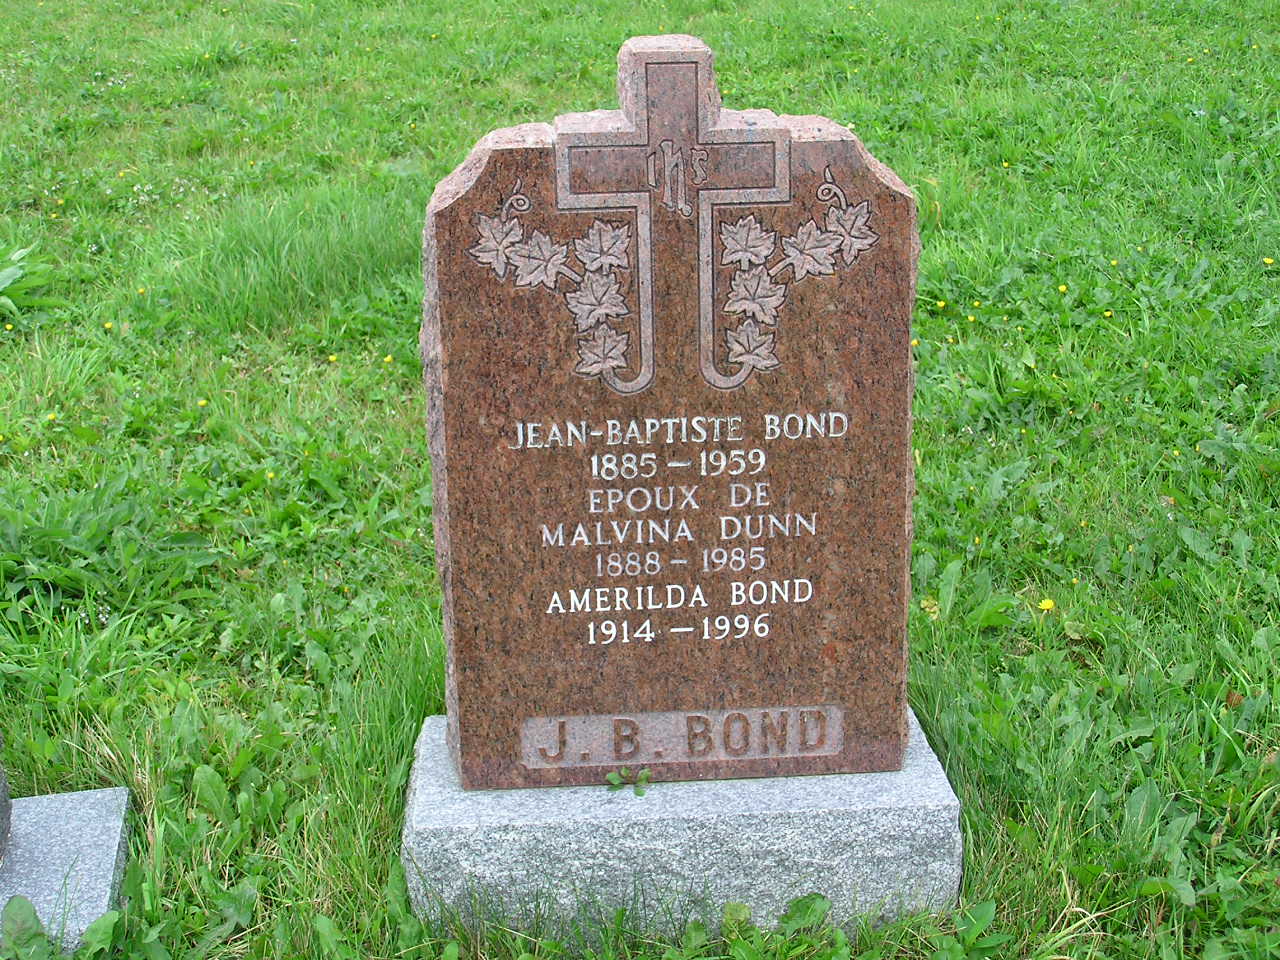 IHS
JEAN-BAPTISTE BOND
1885 - 1959
EPOUX DE
MALVINA DUNN
1888 - 1985
AMERILDA BOND
1914 - 1996
J. B. BOND